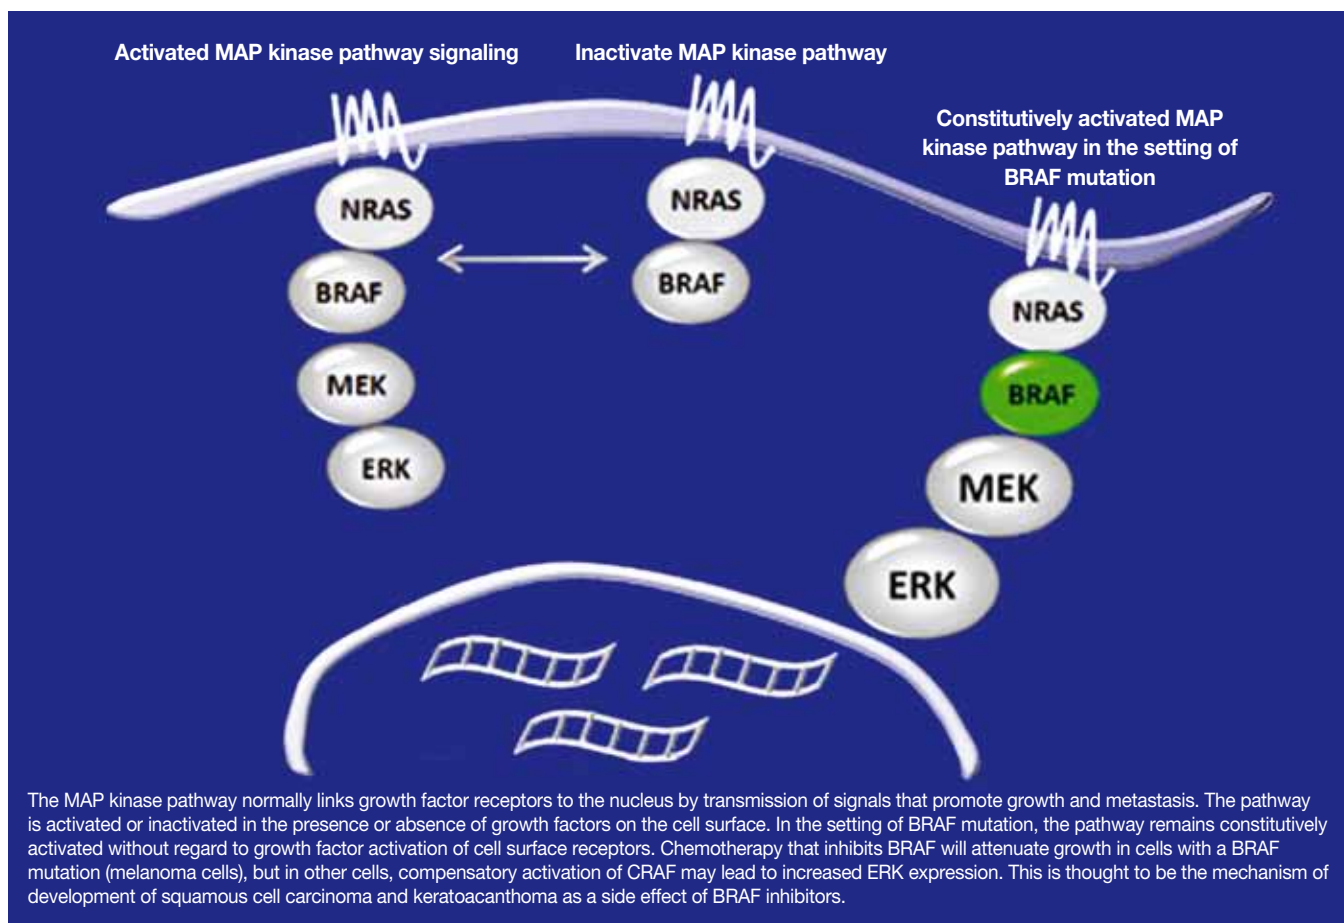 Activated MAP kinase pathway signaling
Inactivate MAP kinase pathway
Constitutively activated MAP
kinase pathway in the setting of
BRAF mutation
NRAS
BRAF
MEK
ERK
NRAS
BRAF
NRAS
BRAF
MEK
ERK
The MAP kinase pathway normally links growth factor receptors to the nucleus by transmission of signals that promote growth and metastasis. The pathway
is activated or inactivated in the presence or absence of growth factors on the cell surface. In the setting of BRAF mutation, the pathway remains constitutively
activated without regard to growth factor activation of cell surface receptors. Chemotherapy that inhibits BRAF will attenuate growth in cells with a BRAF
mutation (melanoma cells), but in other cells, compensatory activation of CRAF may lead to increased ERK expression. This is thought to be the mechanism of
development of squamous cell carcinoma and keratoacanthoma as a side effect of BRAF inhibitors.